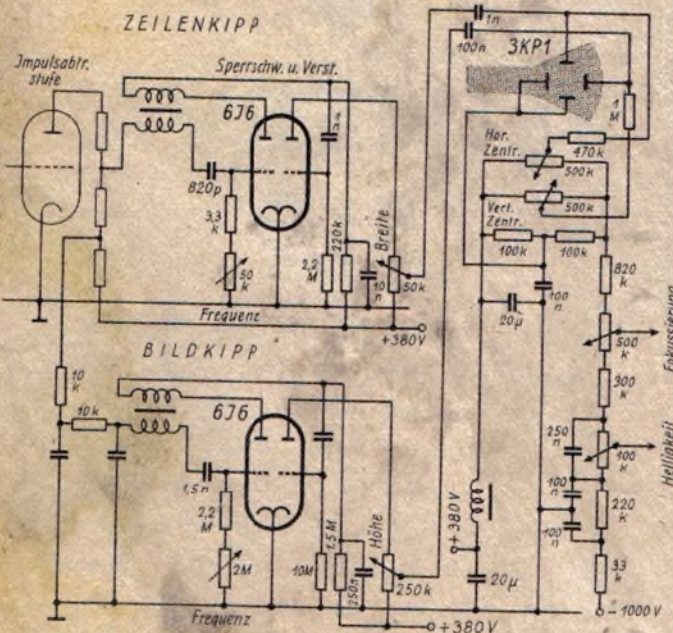 ZEILENKIPP
Impulsabtr.
stufe
Sperrschw. u. Verst.
6J6
820p
3,3
k
50
k
2,2
M
220k
10
n
Breite
50k
Frequenz
+380V
1n
100n
3KP1
1
M
Hor.
Zentr.
470k
500k
Vert.
Zentr.
500k
100k
100k
100
n
20µ
820
k
500
k
Fokussierung
300
k
250
n
100
k
Helligkeit
100
n
220
k
100
n
33
k
-1000V
BILDKIPP
10
k
10k
6J6
1,5n
2,2
M
2M
10M
1,5M
250n
Höhe
250k
Frequenz
+380V
+380V
20µ